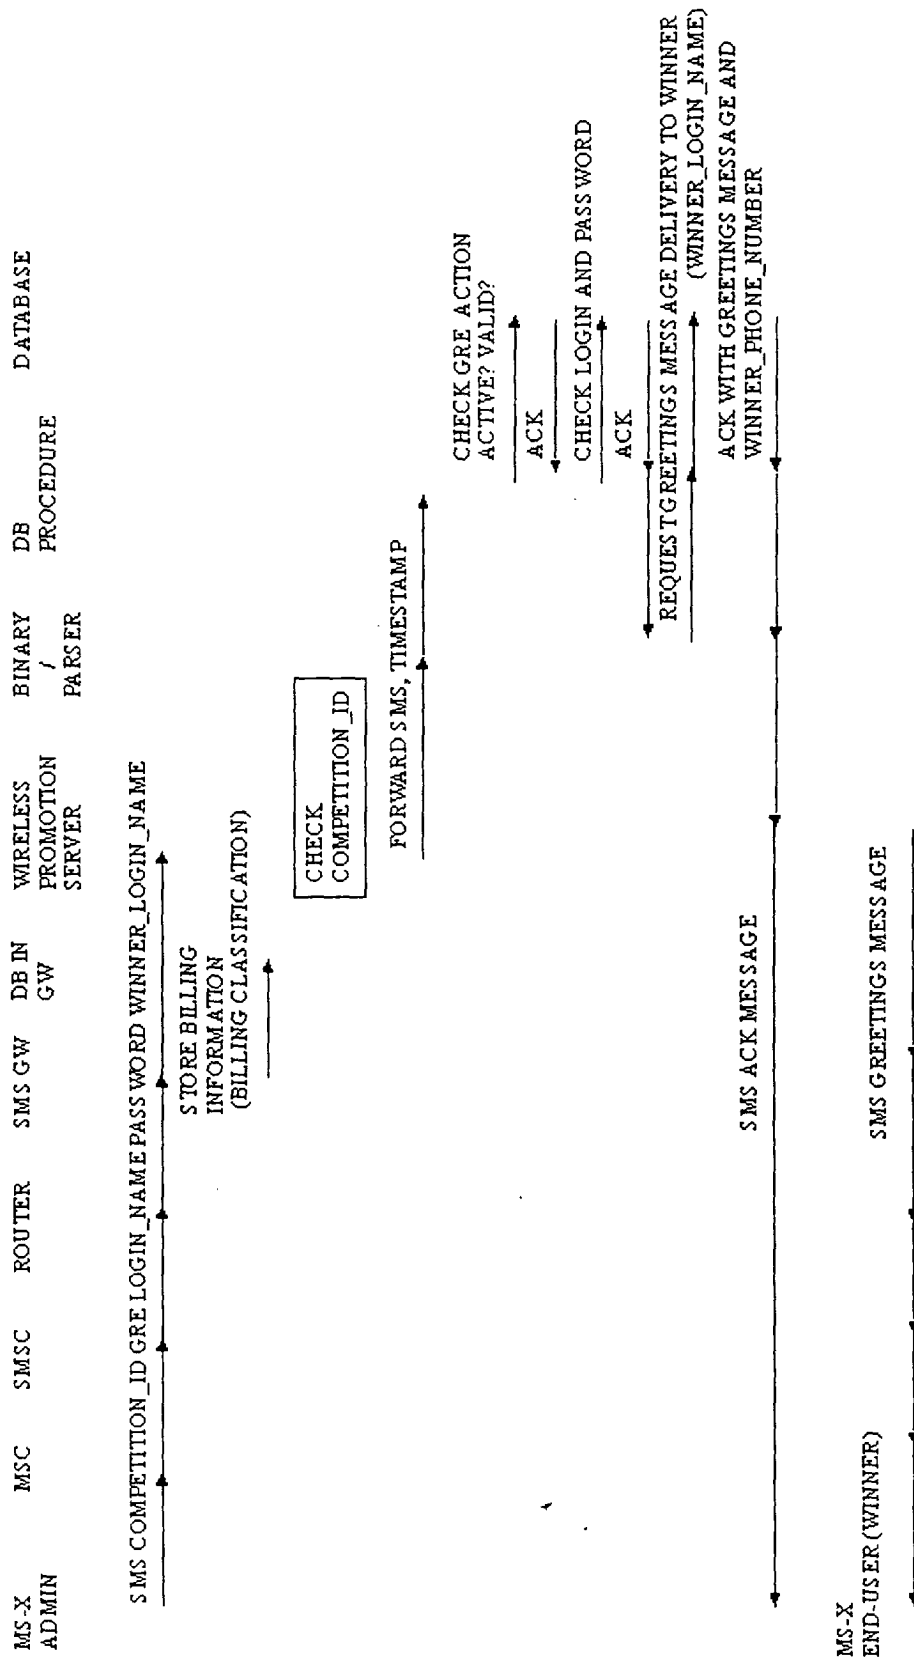 MS-X
ADMIN
MSC
SMSC
ROUTER
SMS GW
DB IN
GW
WIRELESS
PROMOTION
SERVER
BINARY
/
PARSER
DB
PROCEDURE
DATABASE
SMS COMPETITION_ID GRE LOGIN_NAME PASSWORD WINNER_LOGIN_NAME
STORE BILLING
INFORMATION
(BILLING CLASSIFICATION)
CHECK
COMPETITION_ID
FORWARD SMS, TIMESTAMP
CHECK GRE ACTION
ACTIVE? VALID?
ACK
CHECK LOGIN AND PASSWORD
ACK
REQUEST GREETINGS MESSAGE DELIVERY TO WINNER
(WINNER_LOGIN_NAME)
ACK WITH GREETINGS MESSAGE AND
WINNER_PHONE_NUMBER
SMS ACK MESSAGE
MS-X
END-USER (WINNER)
SMS GREETINGS MESSAGE